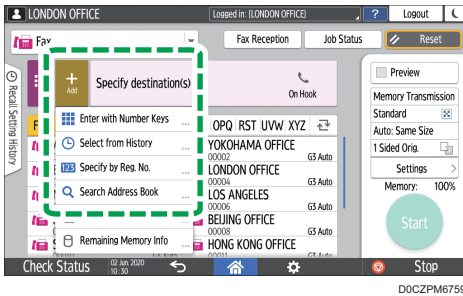 LONDON OFFICE
Logged in: [LONDON OFFICE]
?
Logout
Fax
Fax Reception
Job Status
Reset
Recall Setting History
Add
Specify destination(s)
On Hook
Preview
Memory Transmission
Standard
Auto: Same Size
1 Sided Orig.
Settings
Memory: 100%
Start
Enter with Number Keys ...
Select from History ...
123 Specify by Reg. No. ...
Search Address Book ...
Remaining Memory Info ...
F
OPQ RST UVW XYZ
YOKOHAMA OFFICE
00002 G3 Auto
LONDON OFFICE
00004 G3 Auto
LOS ANGELES
00006 G3 Auto
BEIJING OFFICE
00008 G3 Auto
HONG KONG OFFICE
Check Status
02 Jun. 2020
10:30
Stop
D0CZPM6759